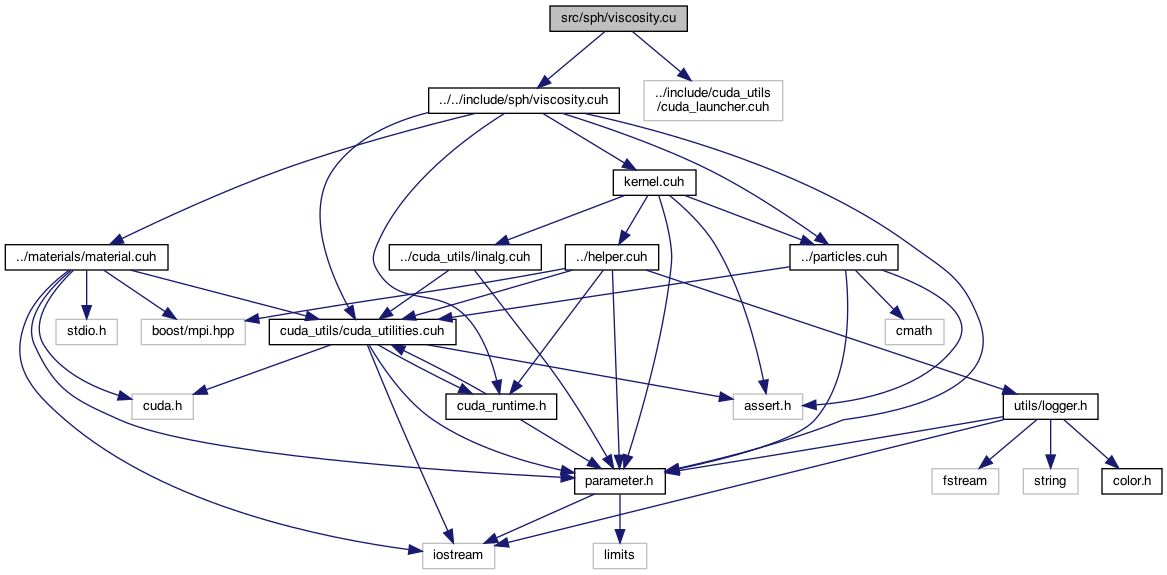 src/sph/viscosity.cu
../../include/sph/viscosity.cuh
../include/cuda_utils
/cuda_launcher.cuh
kernel.cuh
../materials/material.cuh
../cuda_utils/linalg.cuh
../helper.cuh
../particles.cuh
stdio.h
boost/mpi.hpp
cuda_utils/cuda_utilities.cuh
cmath
cuda.h
cuda_runtime.h
assert.h
utils/logger.h
parameter.h
fstream
string
color.h
iostream
limits